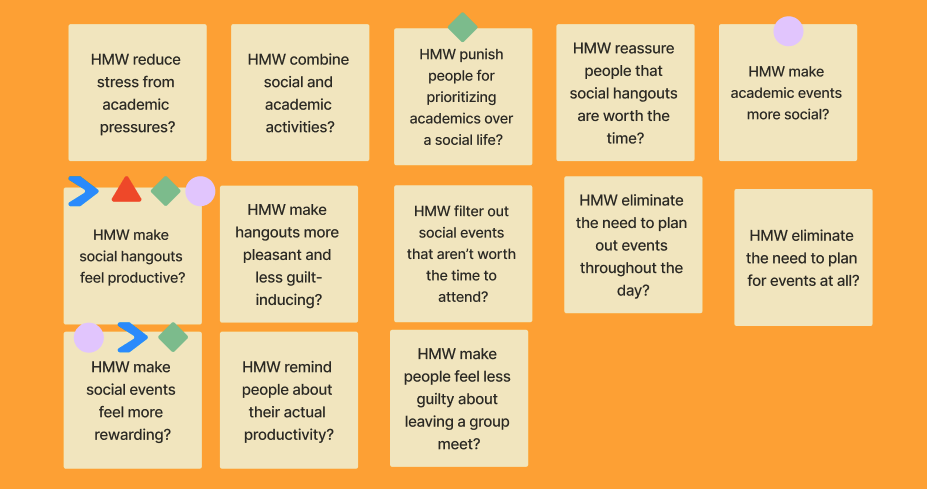 HMW reduce
stress from
academic
pressures?
HMW combine
social and
academic
activities?
HMW punish
people for
prioritizing
academics over
a social life?
HMW reassure
people that
social hangouts
are worth the
time?
HMW make
academic events
more social?
HMW make
social hangouts
feel productive?
HMW make
hangouts more
pleasant and
less guilt-
inducing?
HMW filter out
social events
that aren’t worth
the time to
attend?
HMW eliminate
the need to plan
out events
throughout the
day?
HMW eliminate
the need to plan
for events at all?
HMW make
social events
feel more
rewarding?
HMW remind
people about
their actual
productivity?
HMW make
people feel less
guilty about
leaving a group
meet?